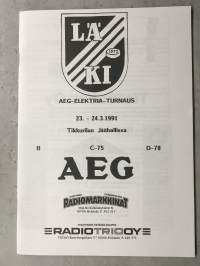 LÄ
KI
AEG-ELEKTRIA-TURNAUS
23. - 24.3.1991
Tikkurilan Jäähallissa
II C-75 D-78
AEG
RADIOMARKKINAT
RADIOTRIO OY